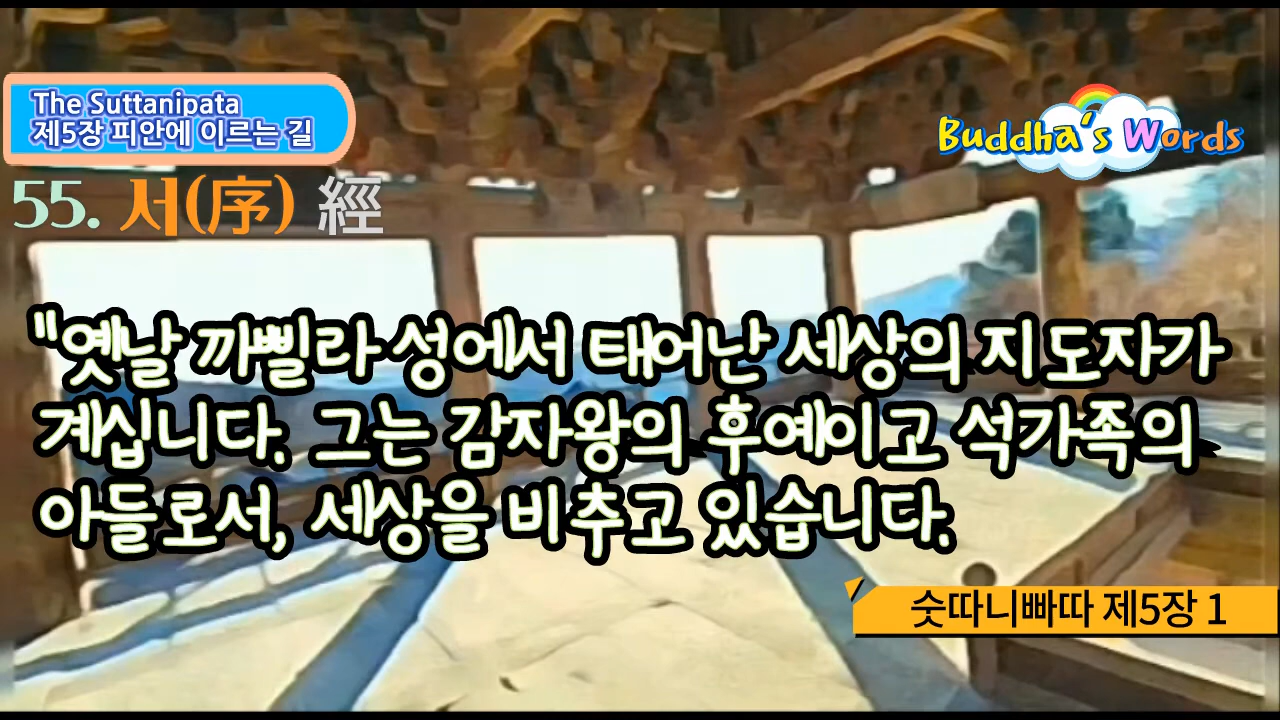 The Suttanipata
제5장 피안에 이르는 길
Buddha's Words
55. 서(序) 經
"옛날 까삘라 성에서 태어난 세상의 지도자가
계십니다. 그는 감자왕의 후예이고 석가족의
아들로서, 세상을 비추고 있습니다.
숫따니빠따 제5장 1